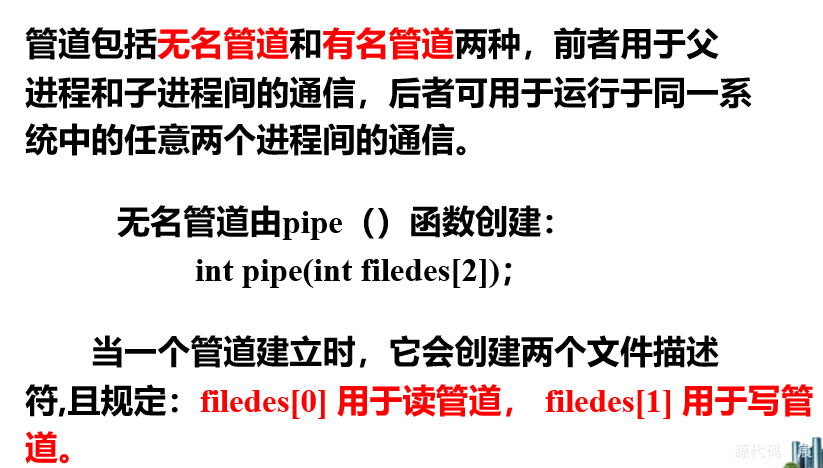 管道包括无名管道和有名管道两种，前者用于父
进程和子进程间的通信，后者可用于运行于同一系
统中的任意两个进程间的通信。
无名管道由pipe（）函数创建：
int pipe(int filedes[2])；
当一个管道建立时，它会创建两个文件描述
符,且规定：filedes[0] 用于读管道， filedes[1] 用于写管
道。
源代码 宸